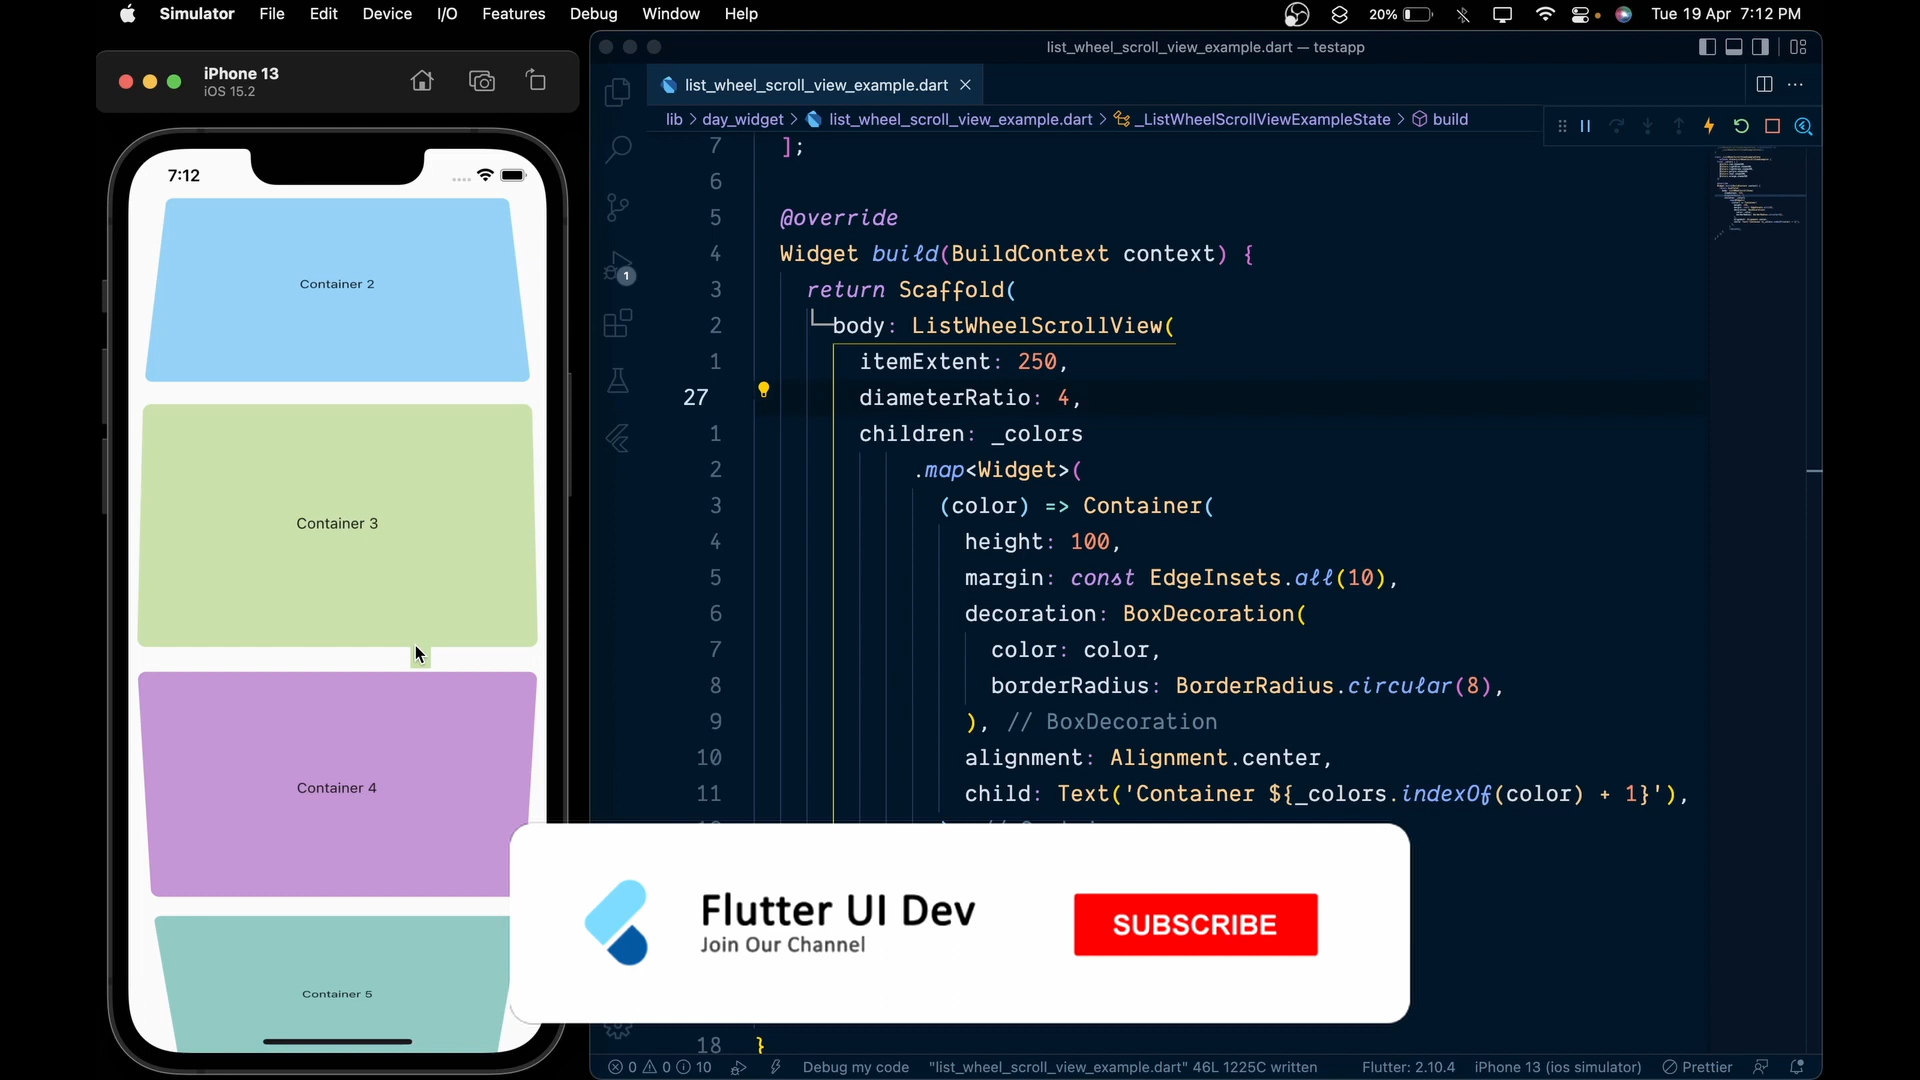 Simulator File Edit Device I/O Features Debug Window Help
20% Tue 19 Apr 7:12 PM
iPhone 13
iOS 15.2
7:12
Container 2
Container 3
Container 4
Container 5
list_wheel_scroll_view_example.dart — testapp
list_wheel_scroll_view_example.dart
lib > day_widget > list_wheel_scroll_view_example.dart > _ListWheelScrollViewExampleState > build
1
7 ];
6
5 @override
4 Widget build(BuildContext context) {
3 return Scaffold(
2 body: ListWheelScrollView(
1 itemExtent: 250,
27 diameterRatio: 4,
1 children: _colors
2 .map<Widget>(
3 (color) => Container(
4 height: 100,
5 margin: const EdgeInsets.all(10),
6 decoration: BoxDecoration(
7 color: color,
8 borderRadius: BorderRadius.circular(8),
9 ), // BoxDecoration
10 alignment: Alignment.center,
11 child: Text('Container ${_colors.indexOf(color) + 1}'),
18 }
Flutter UI Dev
Join Our Channel
SUBSCRIBE
0 0 10 Debug my code "list_wheel_scroll_view_example.dart" 46L 1225C written Flutter: 2.10.4 iPhone 13 (ios simulator) Prettier